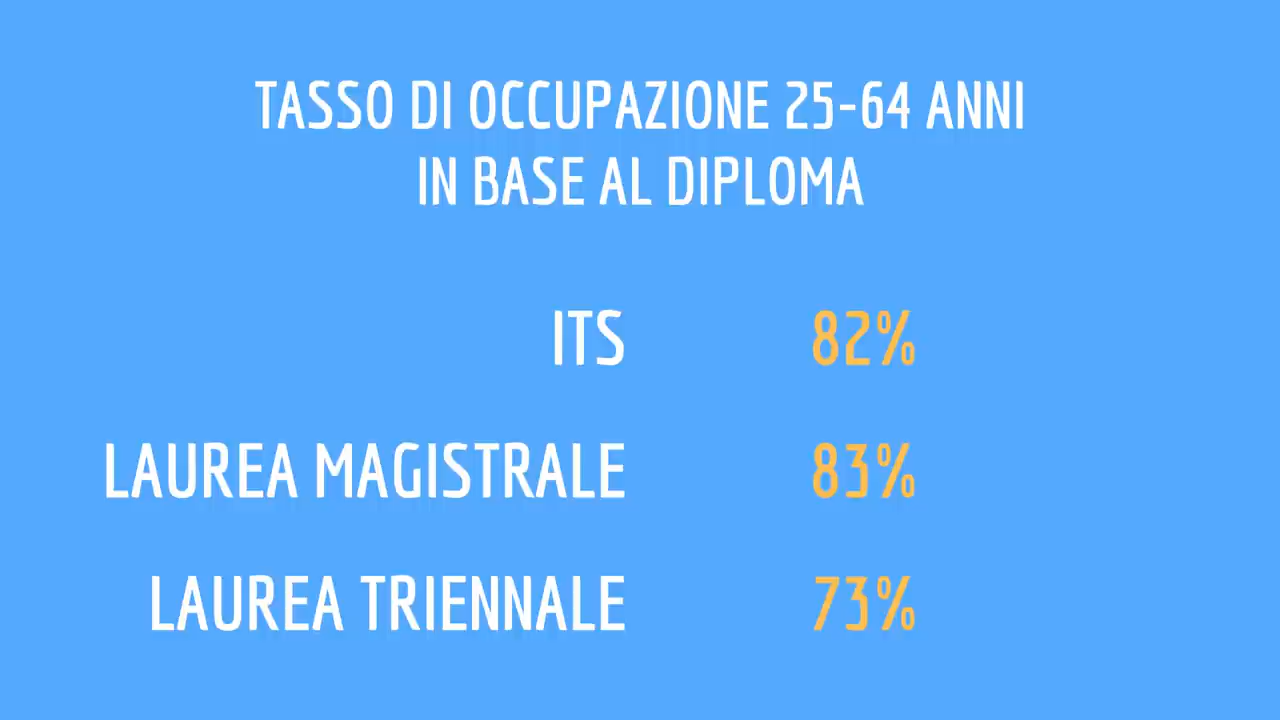 TASSO DI OCCUPAZIONE 25-64 ANNI
IN BASE AL DIPLOMA
ITS 82%
LAUREA MAGISTRALE 83%
LAUREA TRIENNALE 73%